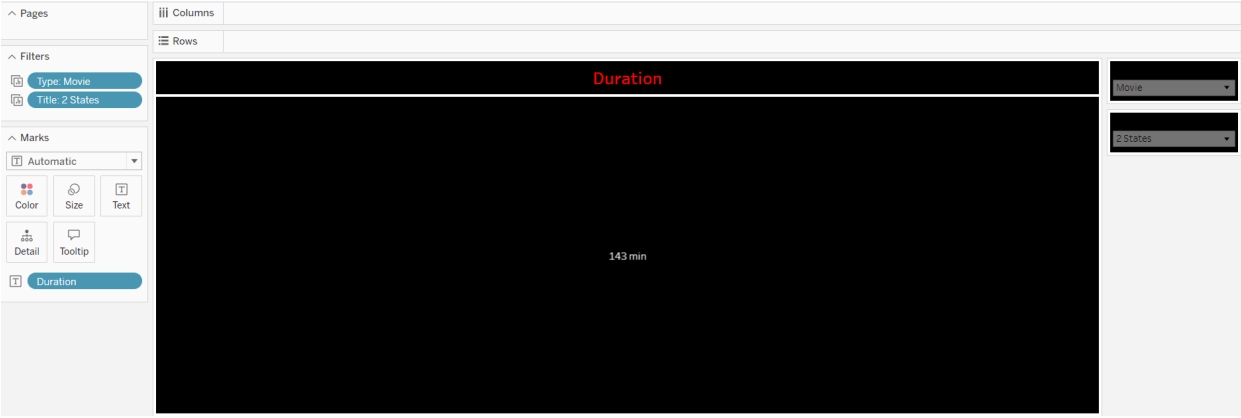 Pages
Columns
Rows
Filters
Type: Movie
Title: 2 States
Marks
Automatic
Color
Size
Text
Detail
Tooltip
Duration
Duration
143 min
Movie
2 States